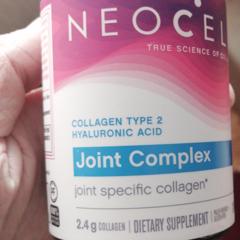 NEOCEL
TRUE SCIENCE OF
COLLAGEN TYPE 2
HYALURONIC ACID
Joint Complex
joint specific collagen*
2.4 g COLLAGEN | DIETARY SUPPLEMENT